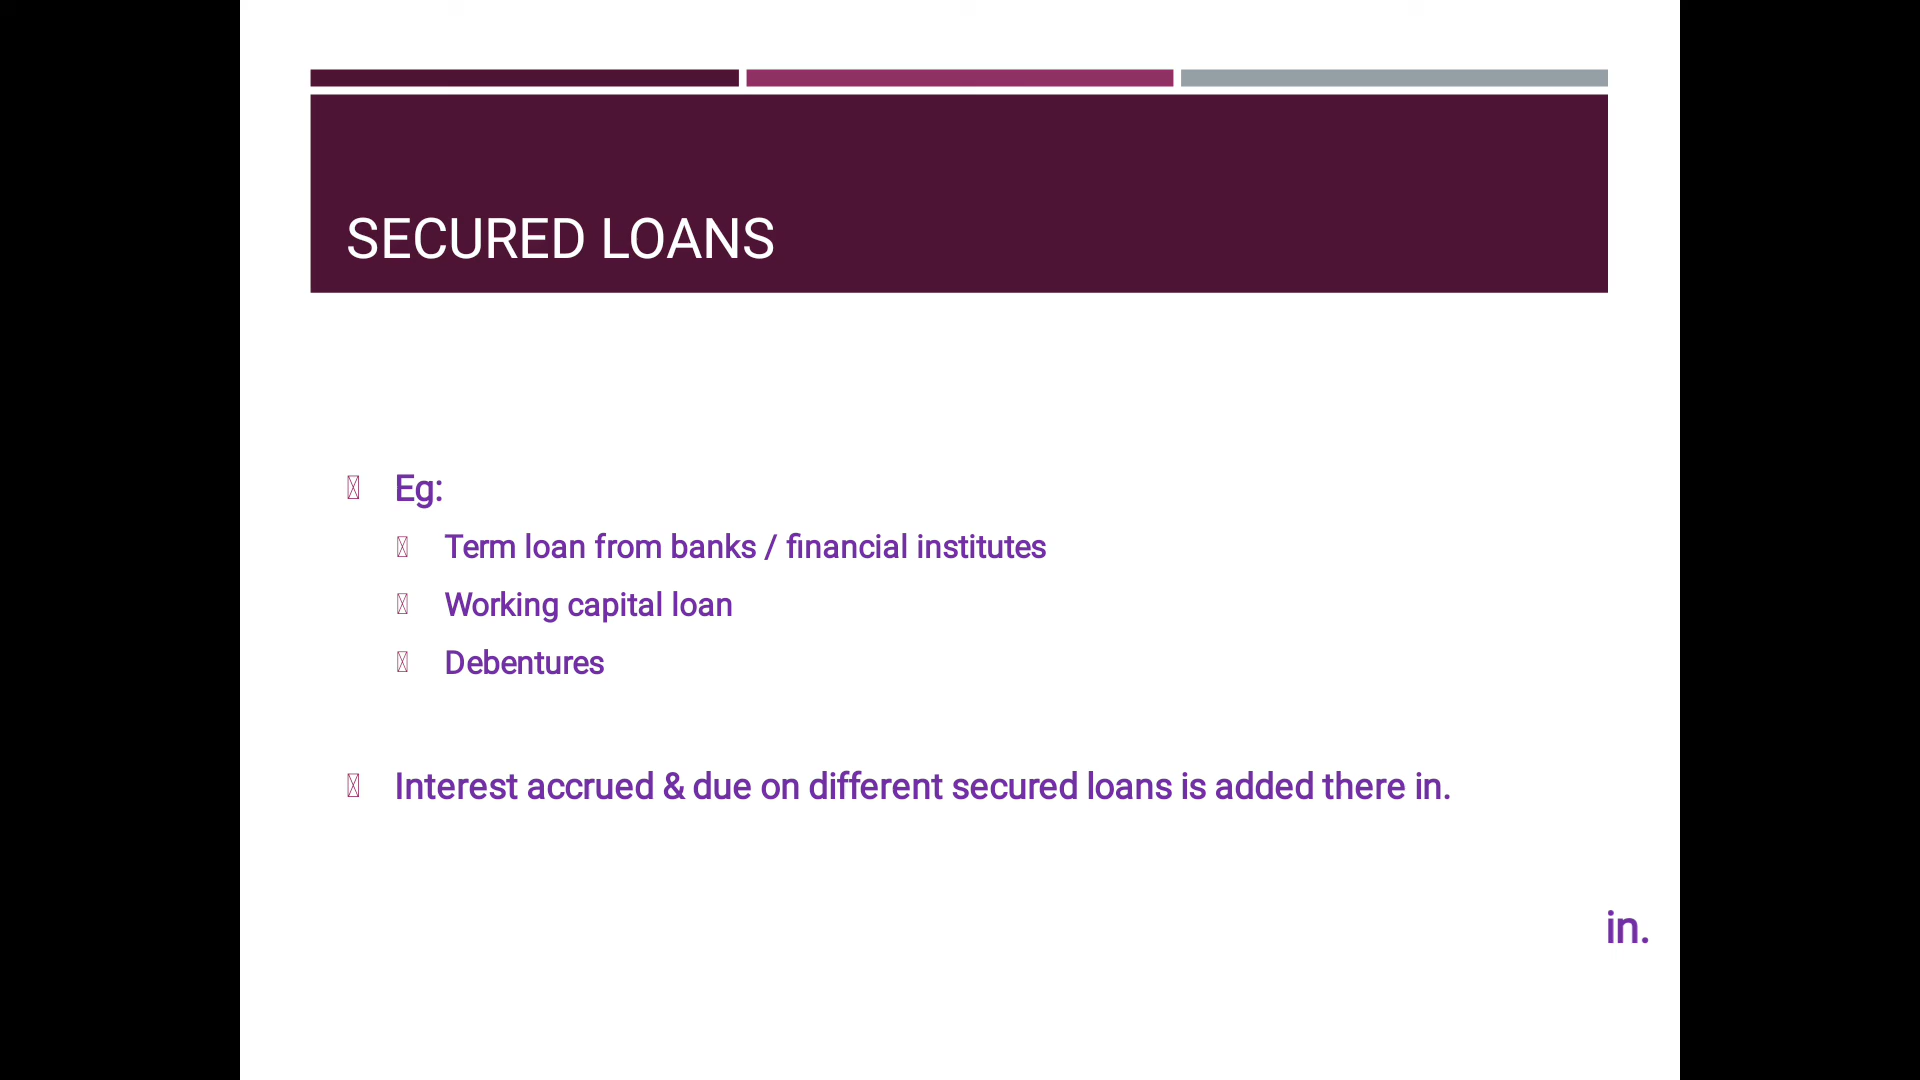 SECURED LOANS
Eg:
Term loan from banks / financial institutes
Working capital loan
Debentures
Interest accrued & due on different secured loans is added there in.
in.